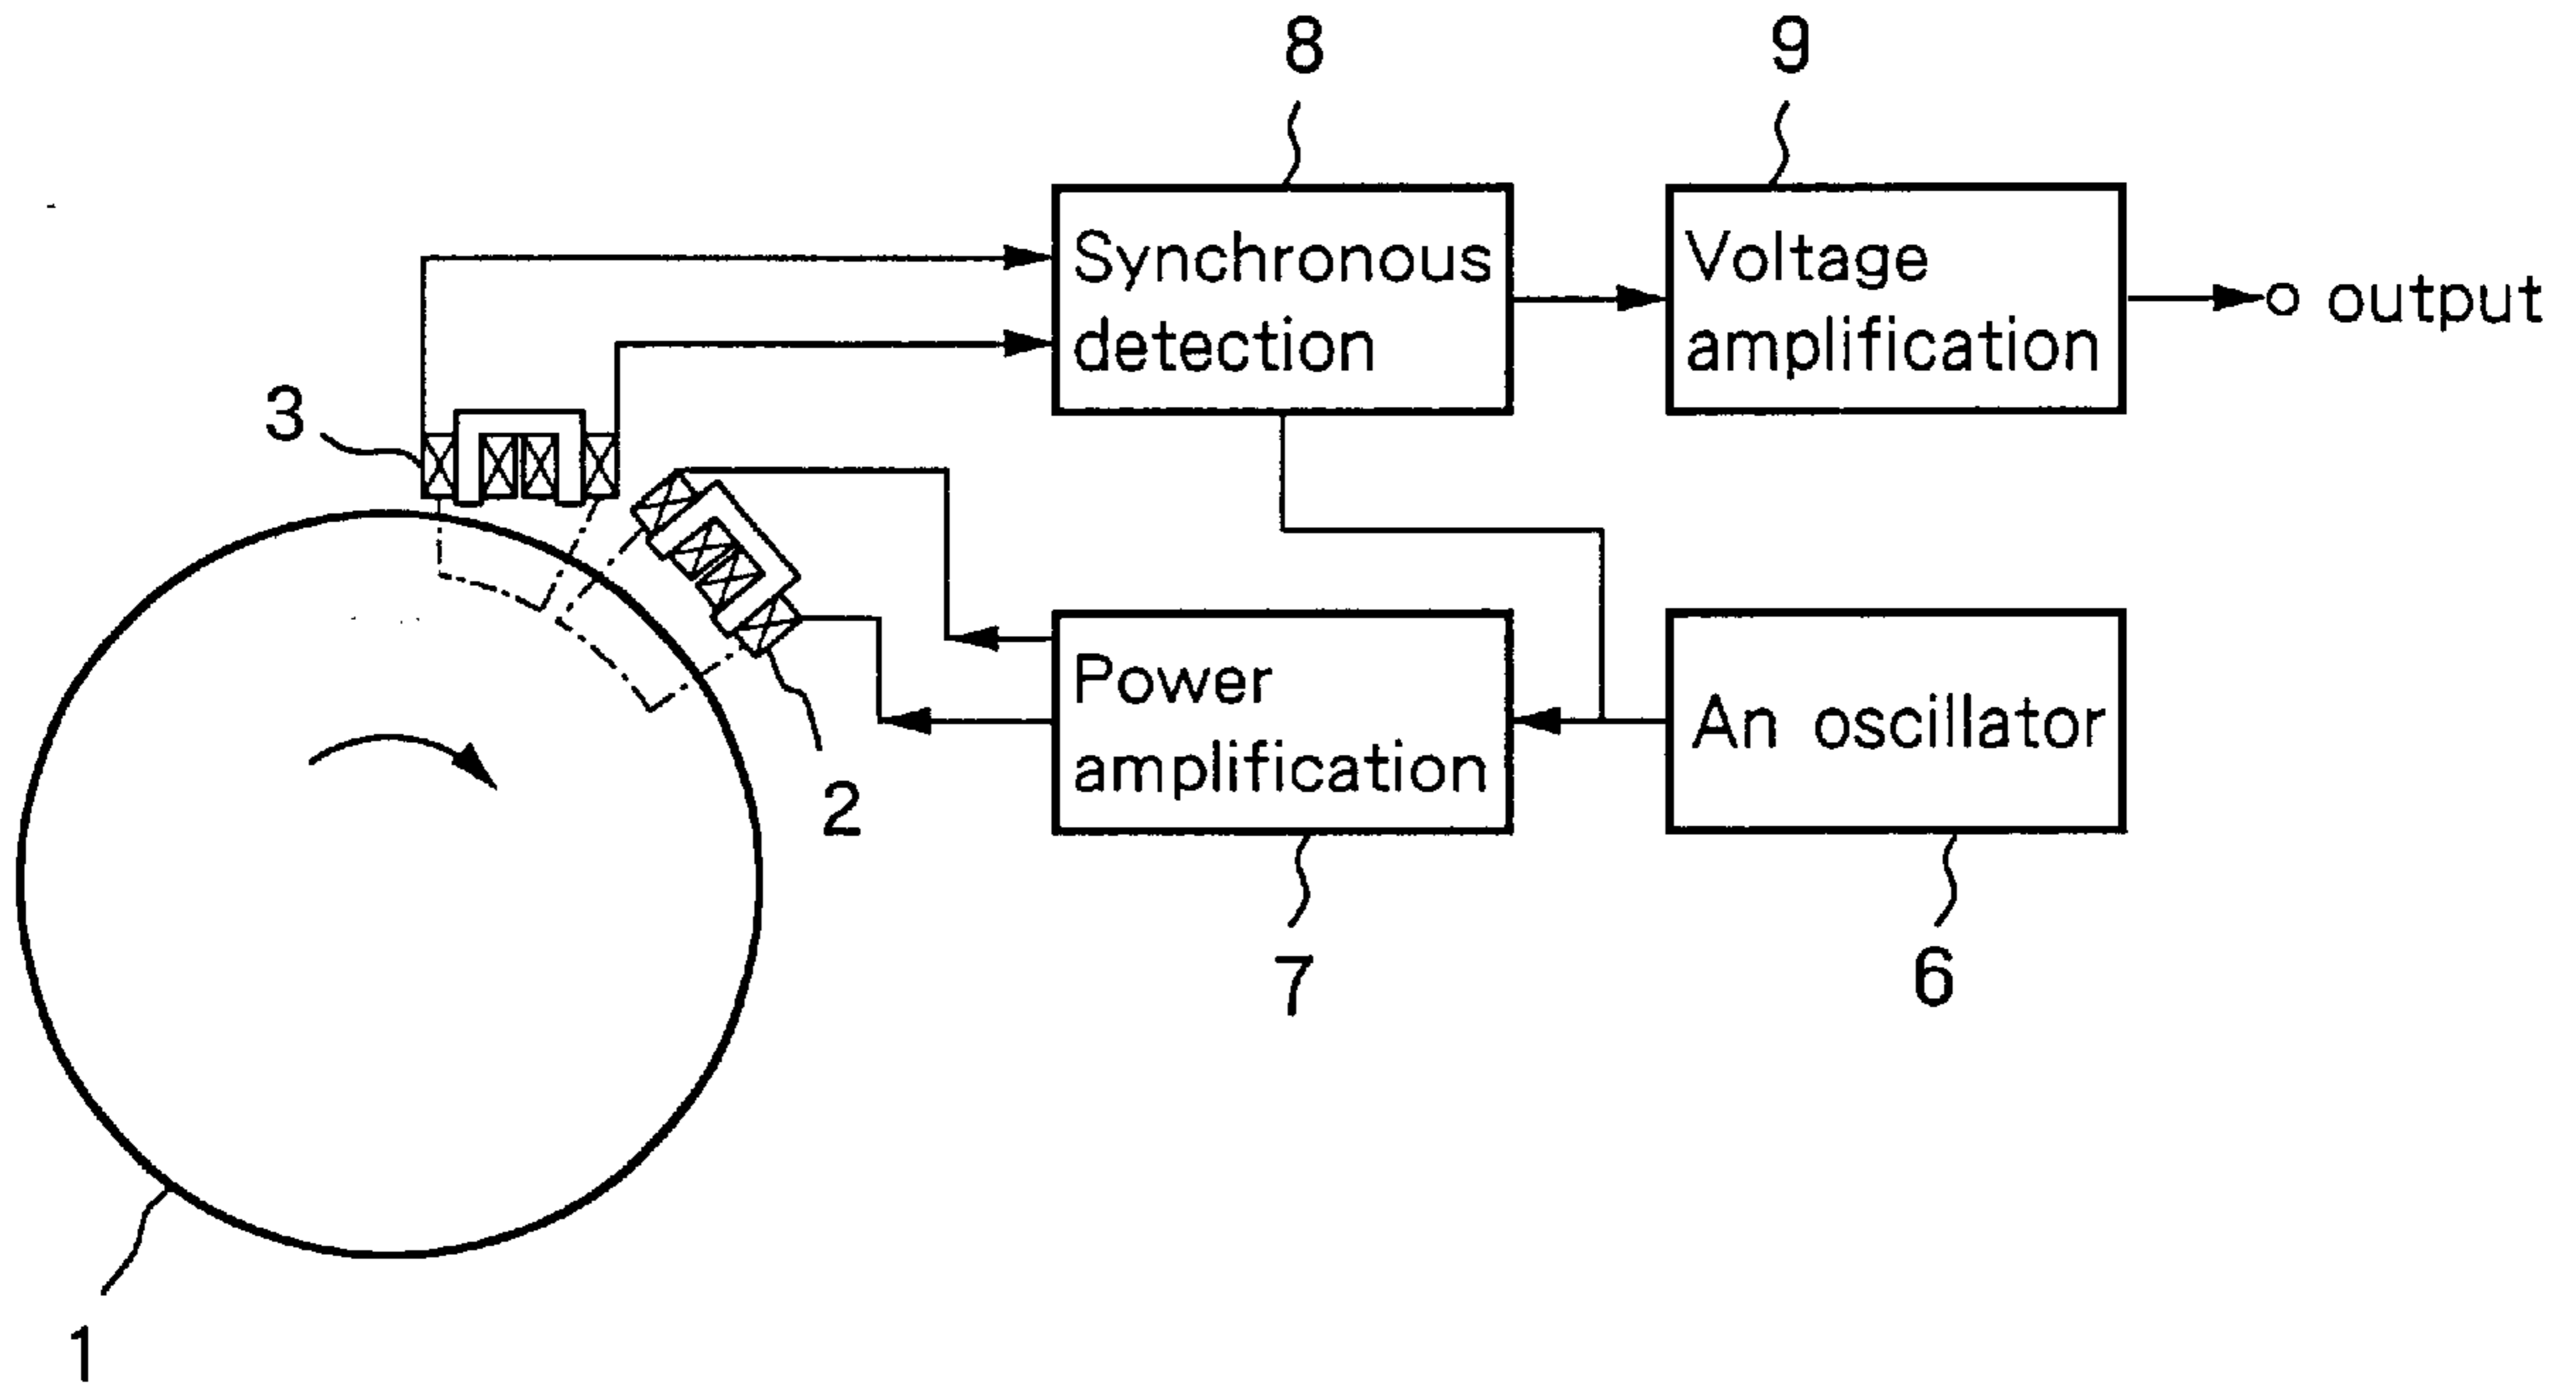 8
9
Synchronous
detection
Voltage
amplification
output
3
Power
amplification
An oscillator
2
7
6
1